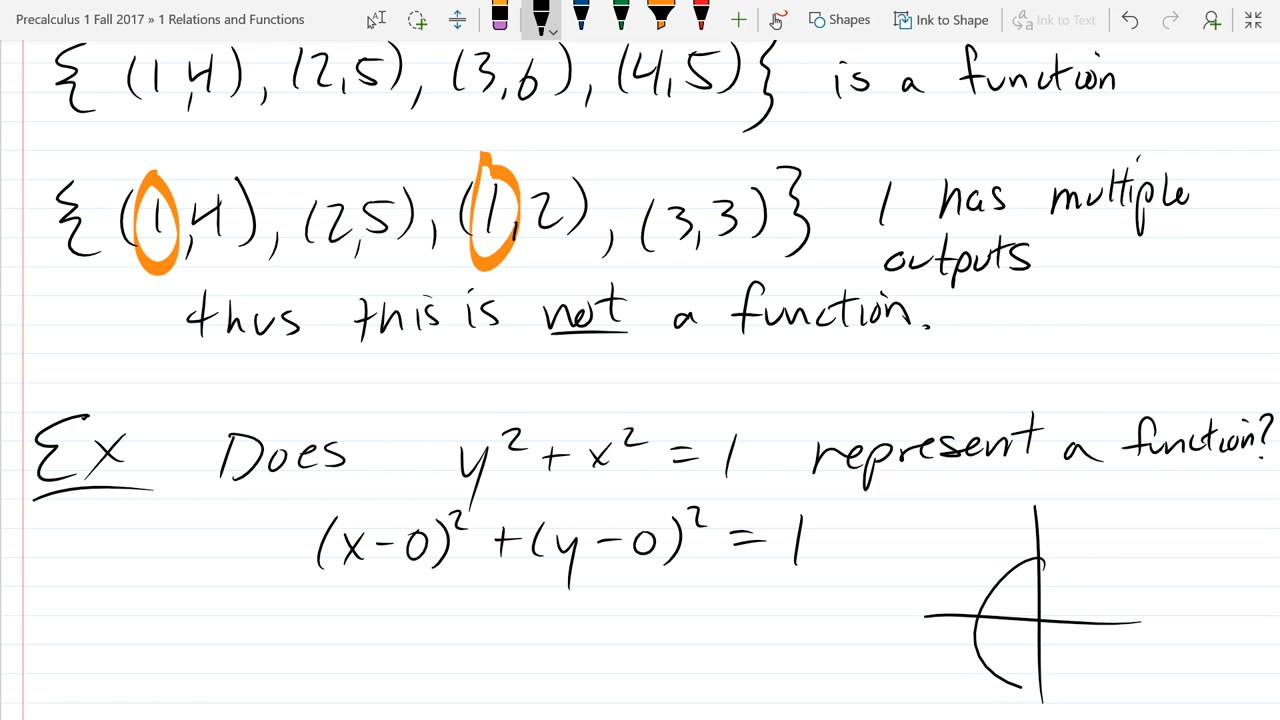 Precalculus 1 Fall 2017 » 1 Relations and Functions
Shapes
Ink to Shape
Ink to Text
{ (1,4), (2,5), (3,6), (4,5)} is a function
{ (1,4), (2,5), (1,2), (3,3)} 1 has multiple
outputs
thus this is not a function.
Ex Does y² + x² = 1 represent a function?
(x-0)² + (y-0)² = 1